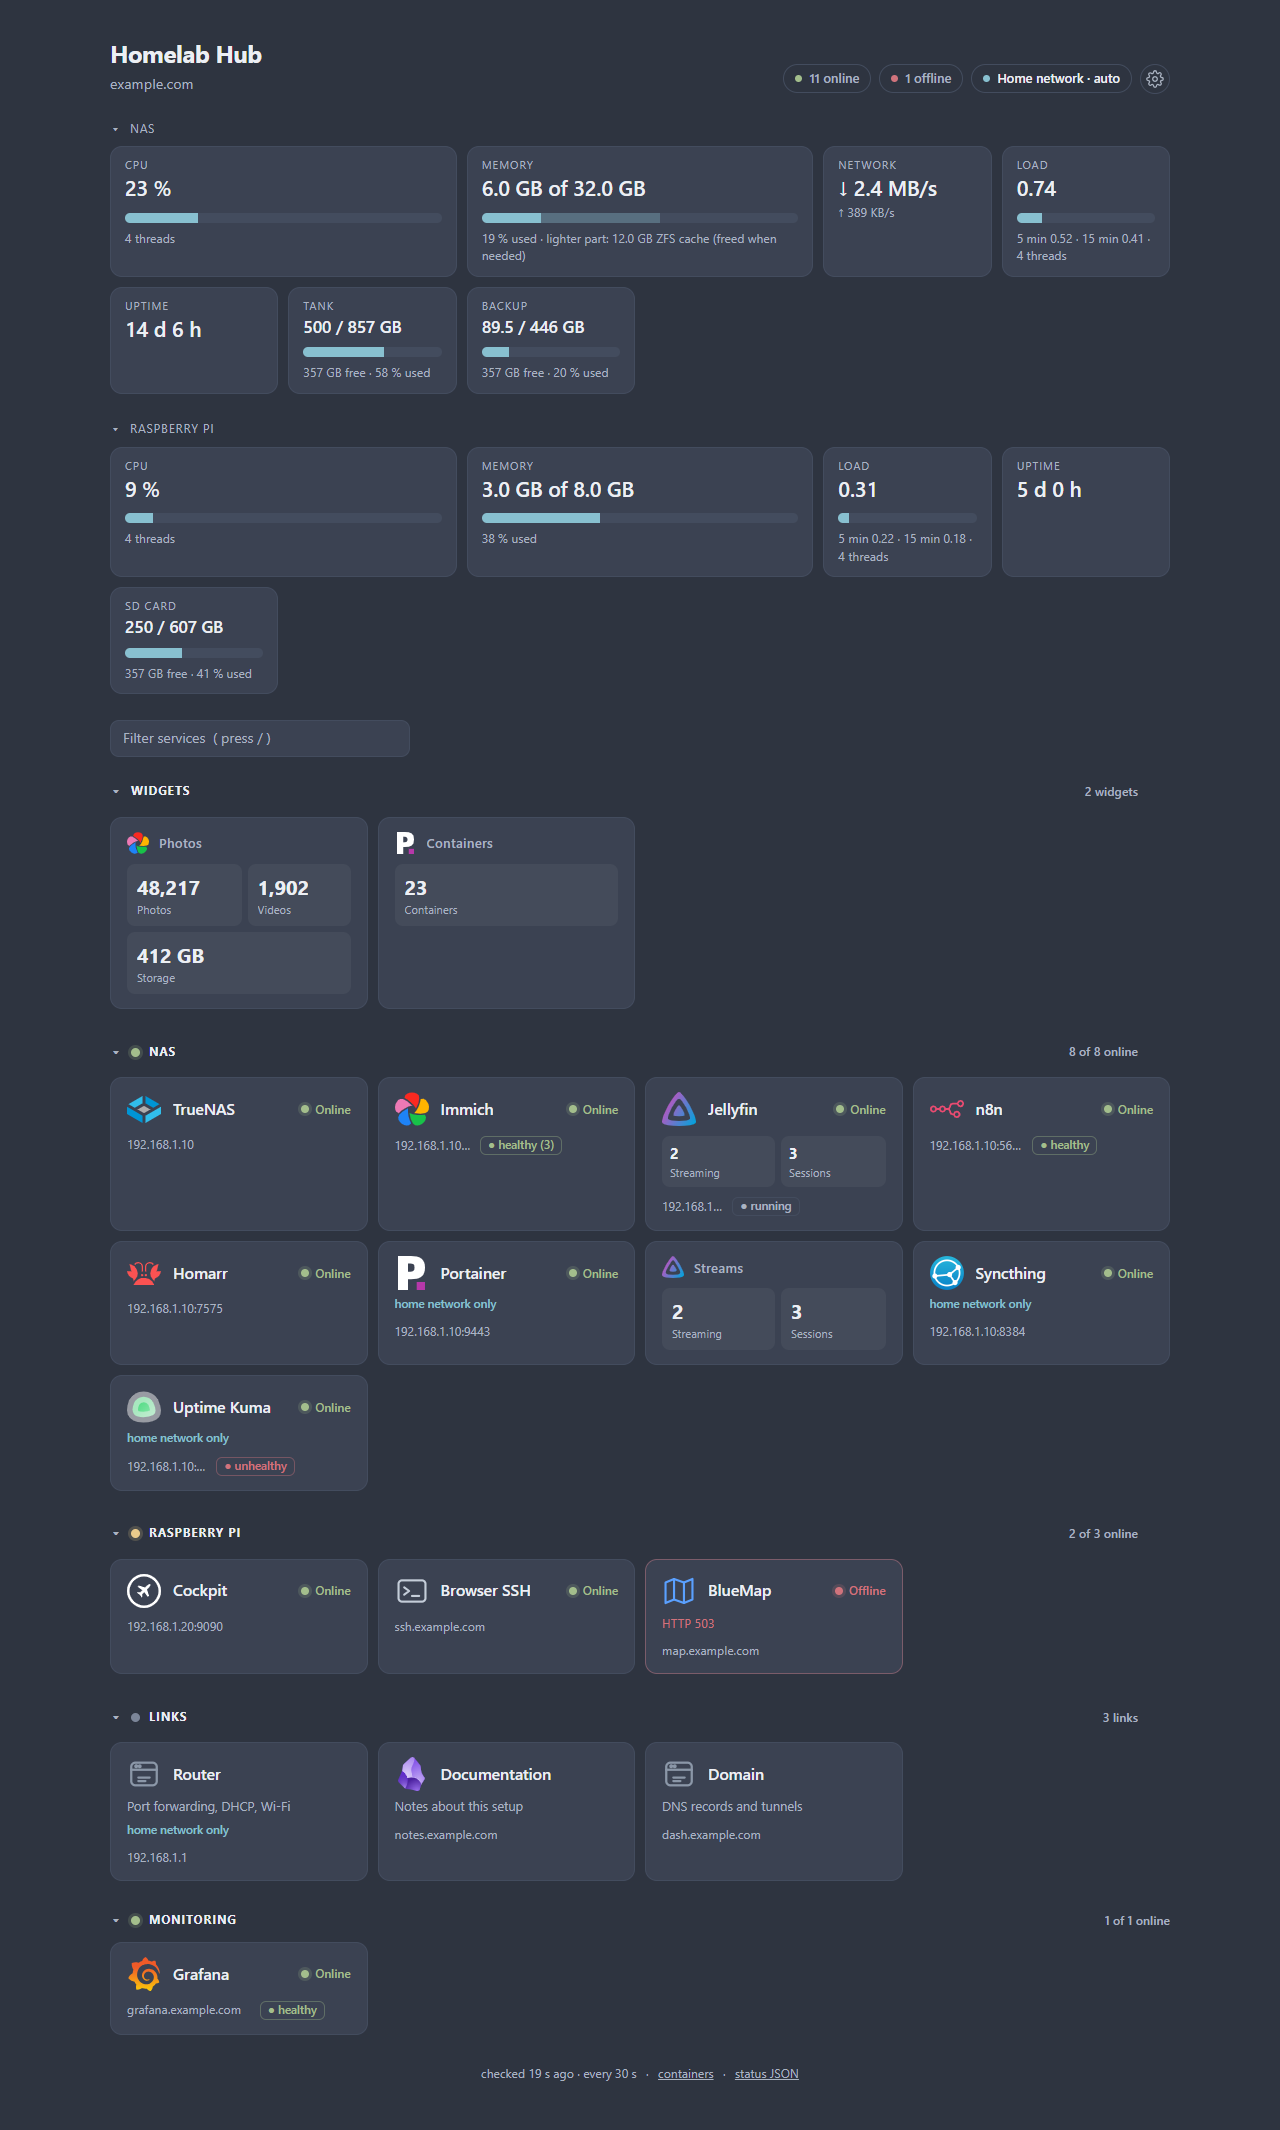 Homelab Hub
example.com
11 online
1 offline
Home network · auto
NAS
CPU
23 %
4 threads
MEMORY
6.0 GB of 32.0 GB
19 % used · lighter part: 12.0 GB ZFS cache (freed when
needed)
NETWORK
↓ 2.4 MB/s
↑ 389 KB/s
LOAD
0.74
5 min 0.52 · 15 min 0.41 ·
4 threads
UPTIME
14 d 6 h
TANK
500 / 857 GB
357 GB free · 58 % used
BACKUP
89.5 / 446 GB
357 GB free · 20 % used
RASPBERRY PI
CPU
9 %
4 threads
MEMORY
3.0 GB of 8.0 GB
38 % used
LOAD
0.31
5 min 0.22 · 15 min 0.18 ·
4 threads
UPTIME
5 d 0 h
SD CARD
250 / 607 GB
357 GB free · 41 % used
Filter services ( press / )
WIDGETS
2 widgets
Photos
48,217
Photos
1,902
Videos
412 GB
Storage
Containers
23
Containers
NAS
8 of 8 online
TrueNAS
Online
192.168.1.10
Immich
Online
192.168.1.10...
healthy (3)
Jellyfin
Online
2
Streaming
3
Sessions
192.168.1...
running
n8n
Online
192.168.1.10:56...
healthy
Homarr
Online
192.168.1.10:7575
Portainer
Online
home network only
192.168.1.10:9443
Streams
2
Streaming
3
Sessions
Syncthing
Online
home network only
192.168.1.10:8384
Uptime Kuma
Online
home network only
192.168.1.10:...
unhealthy
RASPBERRY PI
2 of 3 online
Cockpit
Online
192.168.1.20:9090
Browser SSH
Online
ssh.example.com
BlueMap
Offline
HTTP 503
map.example.com
LINKS
3 links
Router
Port forwarding, DHCP, Wi-Fi
home network only
192.168.1.1
Documentation
Notes about this setup
notes.example.com
Domain
DNS records and tunnels
dash.example.com
MONITORING
1 of 1 online
Grafana
Online
grafana.example.com
healthy
checked 19 s ago · every 30 s · containers · status JSON